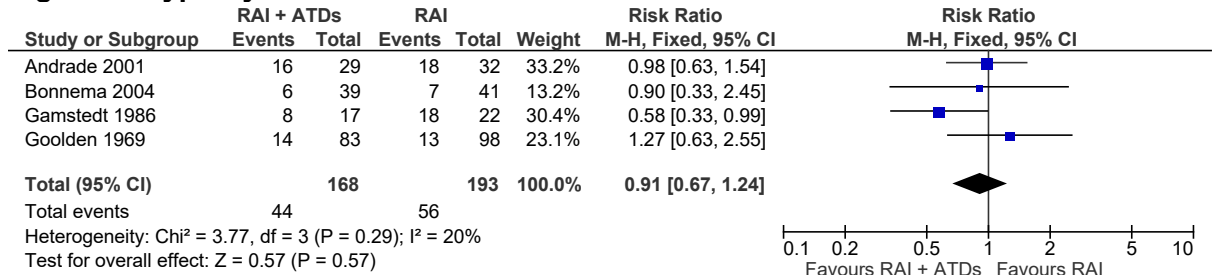 RAI + ATDs RAI Risk Ratio Risk Ratio
Study or Subgroup Events Total Events Total Weight M-H, Fixed, 95% CI M-H, Fixed, 95% CI
Andrade 2001 16 29 18 32 33.2% 0.98 [0.63, 1.54]
Bonnema 2004 6 39 7 41 13.2% 0.90 [0.33, 2.45]
Gamstedt 1986 8 17 18 22 30.4% 0.58 [0.33, 0.99]
Goolden 1969 14 83 13 98 23.1% 1.27 [0.63, 2.55]
Total (95% CI) 168 193 100.0% 0.91 [0.67, 1.24]
Total events 44 56
Heterogeneity: Chi² = 3.77, df = 3 (P = 0.29); I² = 20%
Test for overall effect: Z = 0.57 (P = 0.57)
0.1 0.2 0.5 1 2 5 10
Favours RAI + ATDs Favours RAI